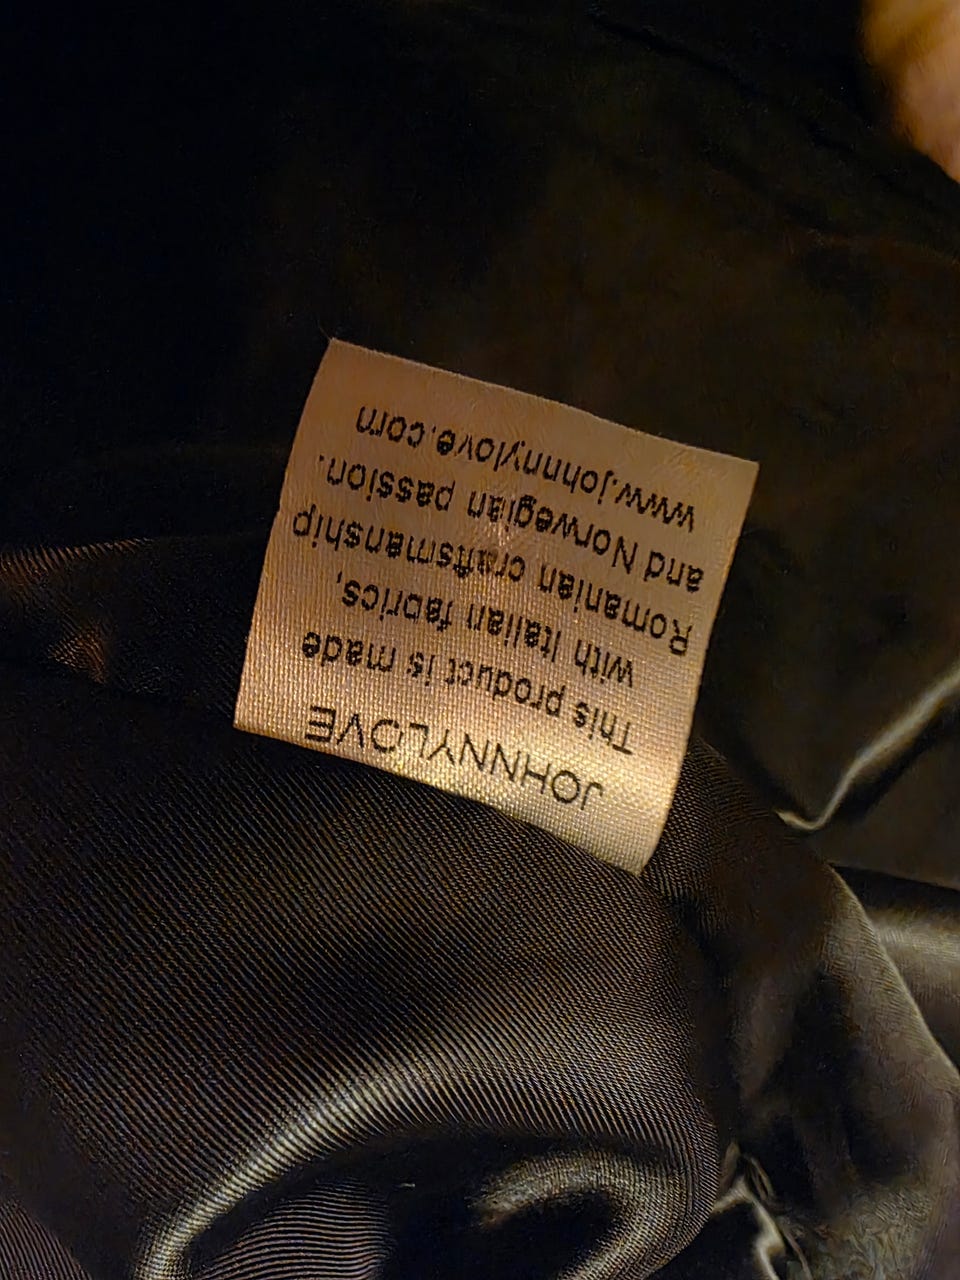 JOHNNYLOVE
This product is made
with Italian fabrics,
Romanian craftsmanship
and Norwegian passion.
www.johnnylove.com